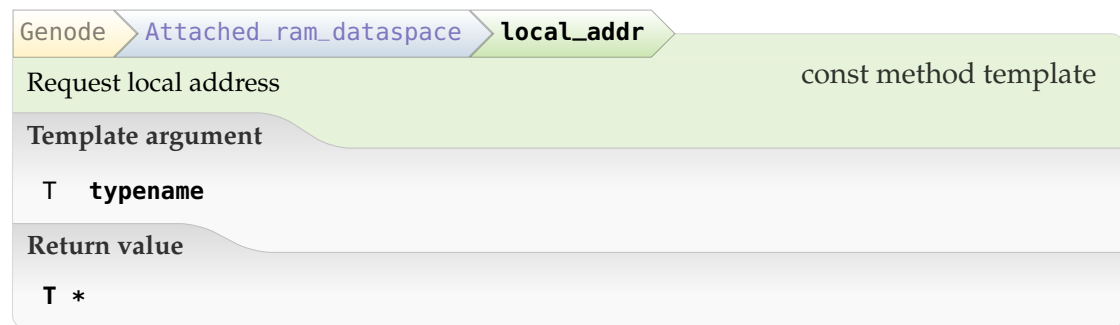 Genode Attached_ram_dataspace local_addr
Request local address const method template
Template argument
T typename
Return value
T *